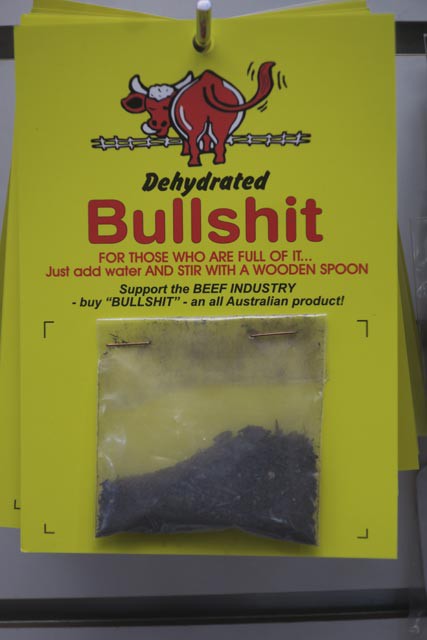 Dehydrated
Bullshit
FOR THOSE WHO ARE FULL OF IT...
Just add water AND STIR WITH A WOODEN SPOON
Support the BEEF INDUSTRY
- buy "BULLSHIT" - an all Australian product!